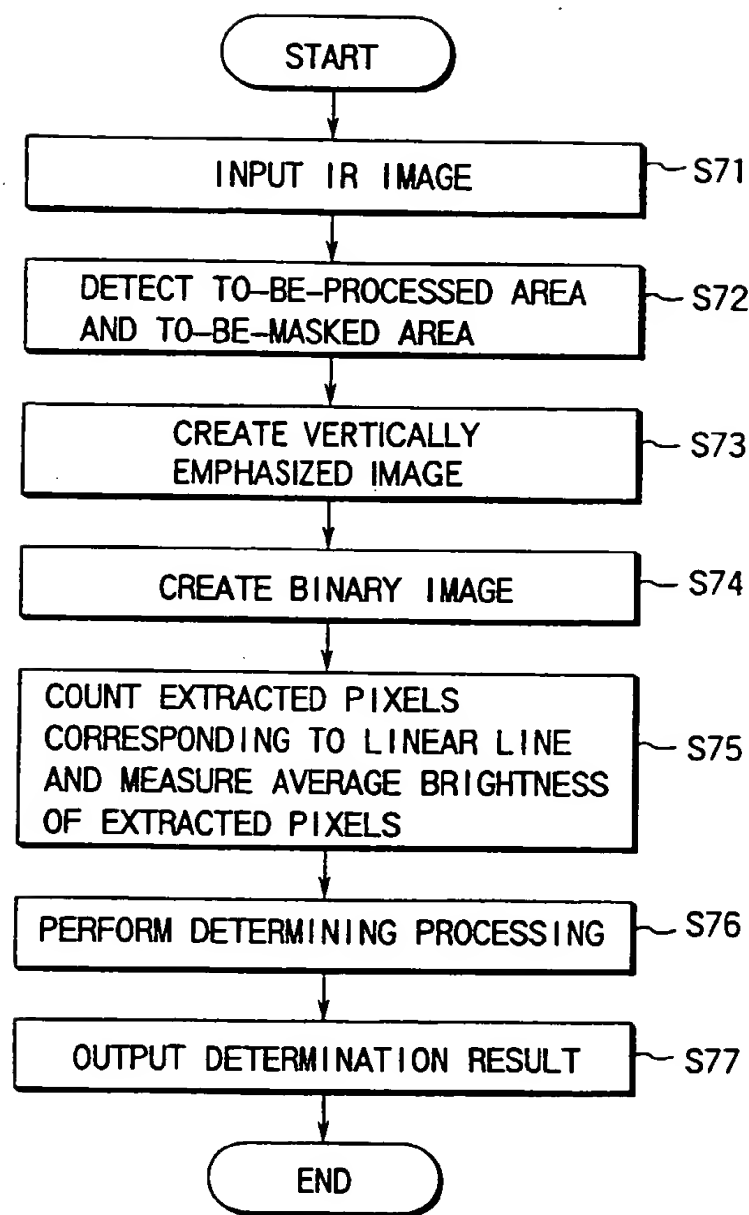 START
INPUT IR IMAGE
S71
DETECT TO-BE-PROCESSED AREA
AND TO-BE-MASKED AREA
S72
CREATE VERTICALLY
EMPHASIZED IMAGE
S73
CREATE BINARY IMAGE
S74
COUNT EXTRACTED PIXELS
CORRESPONDING TO LINEAR LINE
AND MEASURE AVERAGE BRIGHTNESS
OF EXTRACTED PIXELS
S75
PERFORM DETERMINING PROCESSING
S76
OUTPUT DETERMINATION RESULT
S77
END